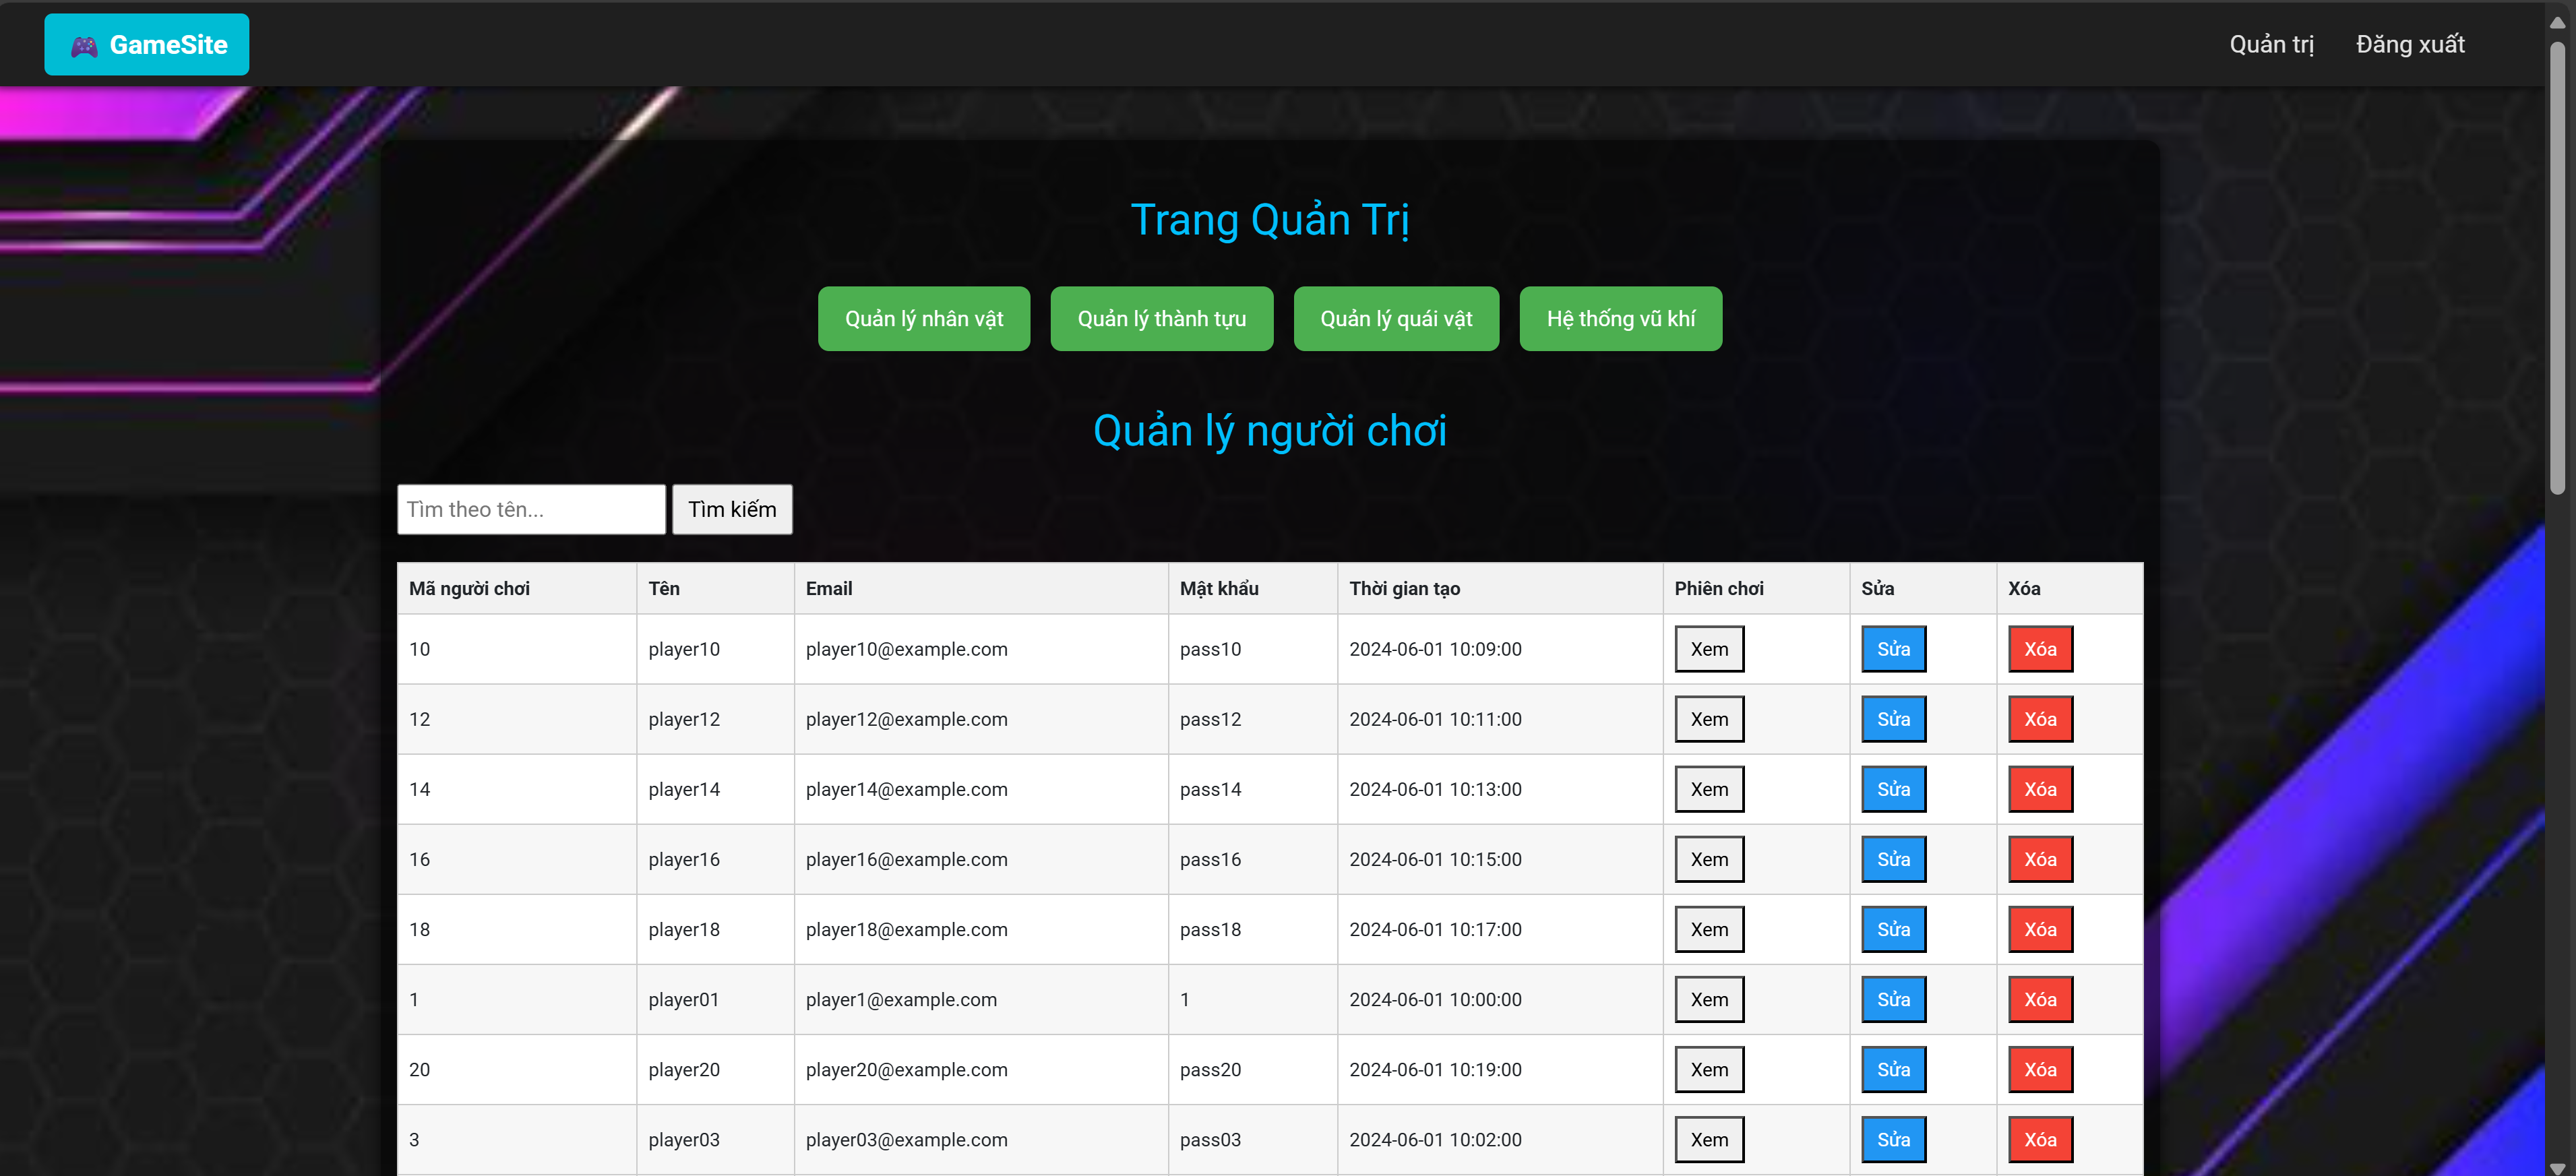 🎮 GameSite Quản trị Đăng xuất
Trang Quản Trị
Quản lý nhân vật Quản lý thành tựu Quản lý quái vật Hệ thống vũ khí
Quản lý người chơi
Tìm theo tên... Tìm kiếm
Mã người chơi Tên Email Mật khẩu Thời gian tạo Phiên chơi Sửa Xóa
10 player10 player10@example.com pass10 2024-06-01 10:09:00 Xem Sửa Xóa
12 player12 player12@example.com pass12 2024-06-01 10:11:00 Xem Sửa Xóa
14 player14 player14@example.com pass14 2024-06-01 10:13:00 Xem Sửa Xóa
16 player16 player16@example.com pass16 2024-06-01 10:15:00 Xem Sửa Xóa
18 player18 player18@example.com pass18 2024-06-01 10:17:00 Xem Sửa Xóa
1 player01 player1@example.com 1 2024-06-01 10:00:00 Xem Sửa Xóa
20 player20 player20@example.com pass20 2024-06-01 10:19:00 Xem Sửa Xóa
3 player03 player03@example.com pass03 2024-06-01 10:02:00 Xem Sửa Xóa